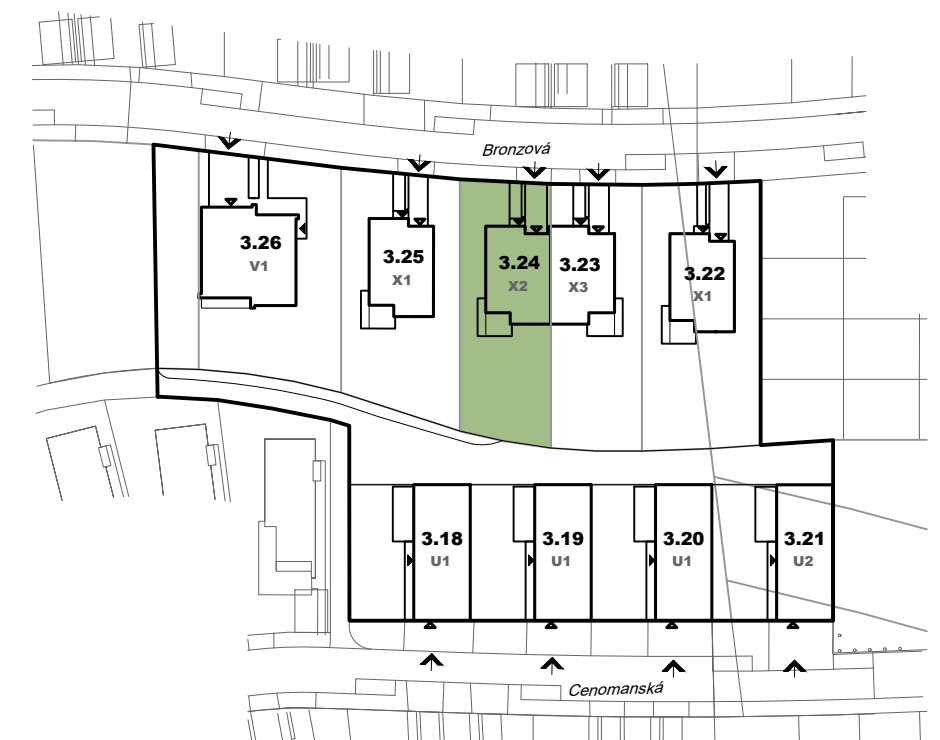 Bronzová
3.26
V1
3.25
X1
3.24
X2
3.23
X3
3.22
X1
3.18
U1
3.19
U1
3.20
U1
3.21
U2
Cenomanská